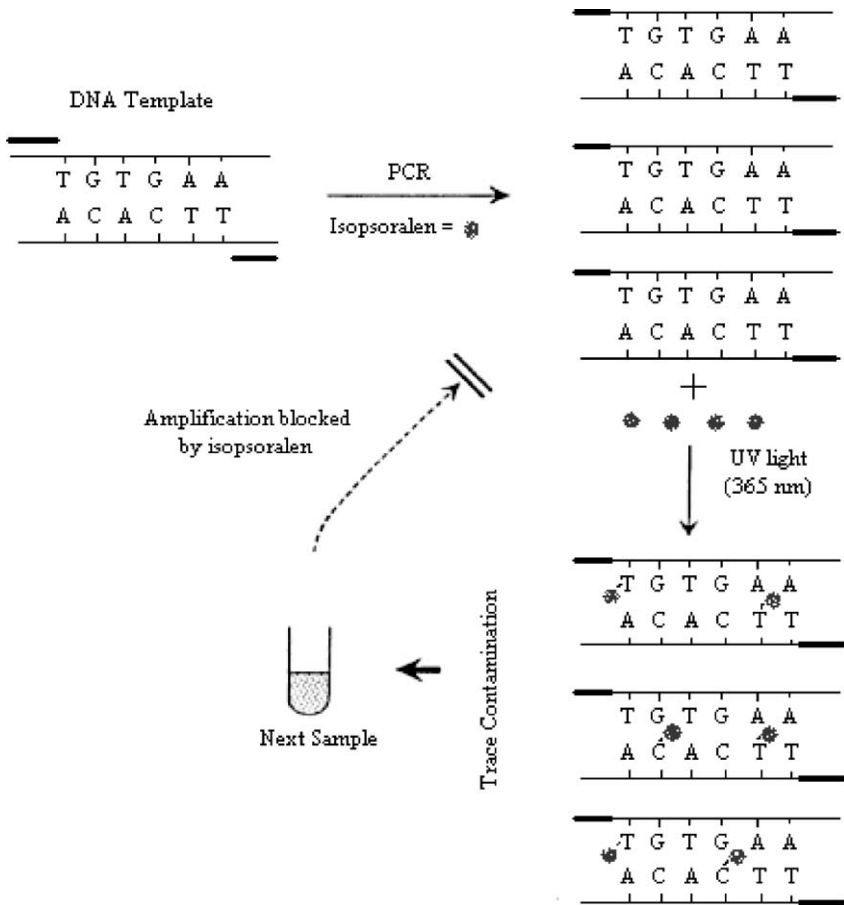 DNA Template
T G T G A A
A C A C T T
PCR
Isopsoralen =
T G T G A A
A C A C T T
T G T G A A
A C A C T T
T G T G A A
A C A C T T
+
UV light
(365 nm)
Amplification blocked
by isopsoralen
Next Sample
Trace Contamination
T G T G A A
A C A C T T
T G T G A A
A C A C T T
T G T G A A
A C A C T T